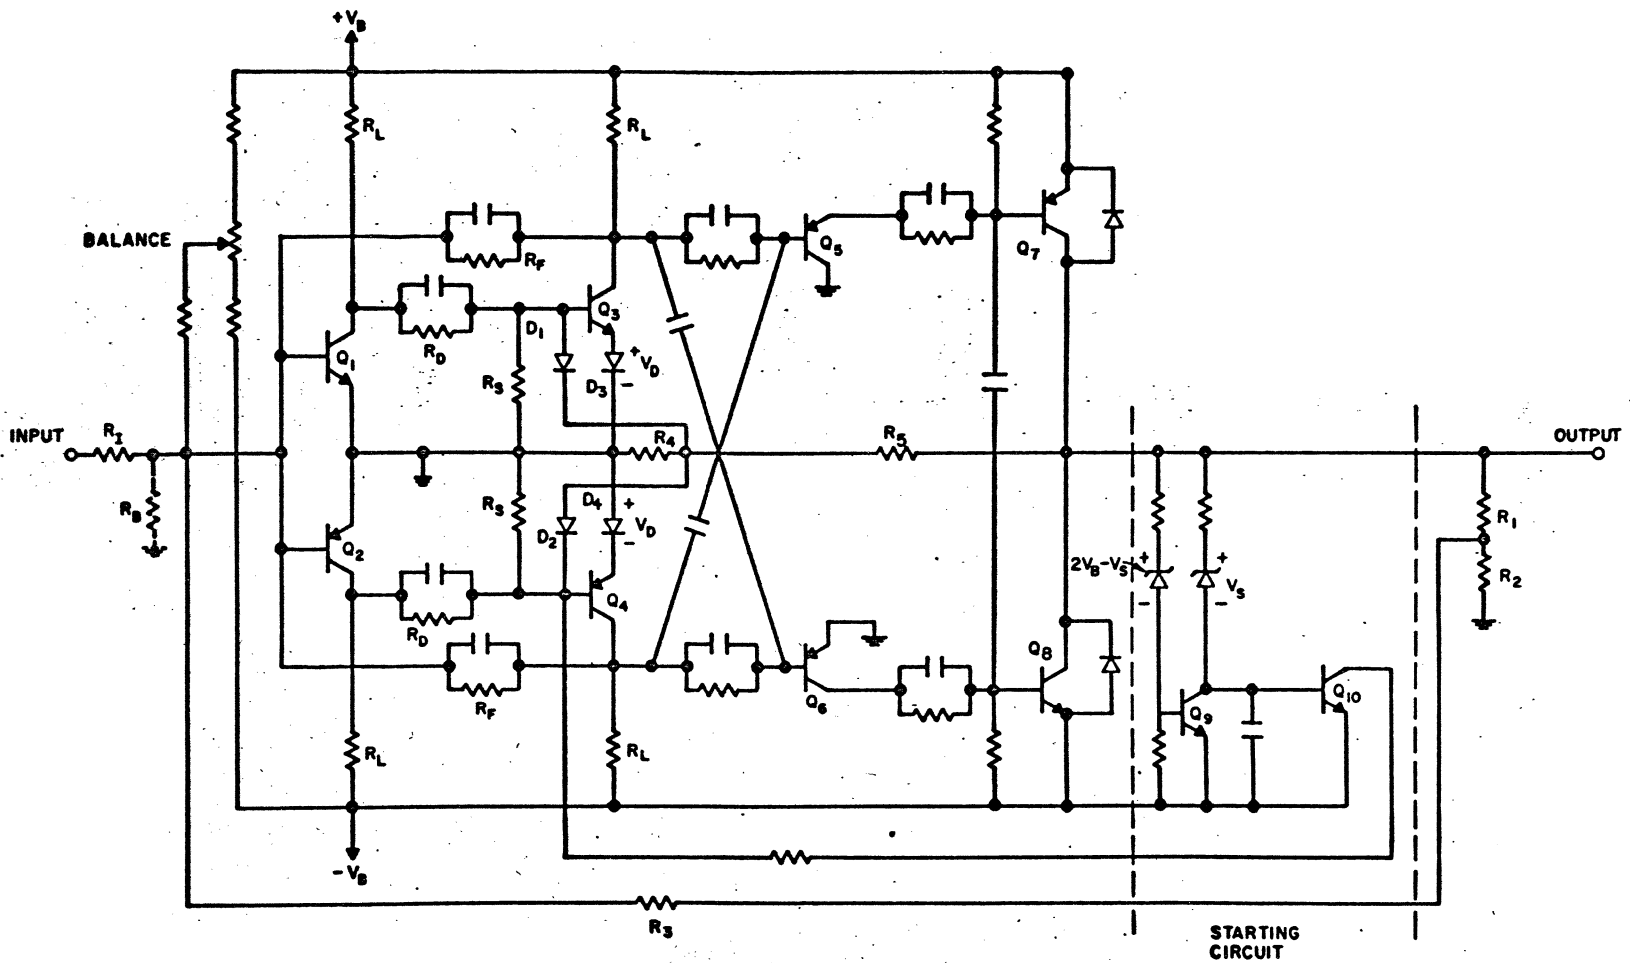 +VB
RL
RL
BALANCE
RF
Q5
Q7
Q3
D1
RD
Q1
+
VD
-
D3
RS
INPUT
RI
R4
R5
OUTPUT
RB
RS
D4
+
VD
-
D2
Q2
R1
2VB-VS
+
-
+
VS
-
R2
Q4
RD
RF
Q6
Q8
Q9
Q10
RL
RL
-VB
R3
STARTING
CIRCUIT